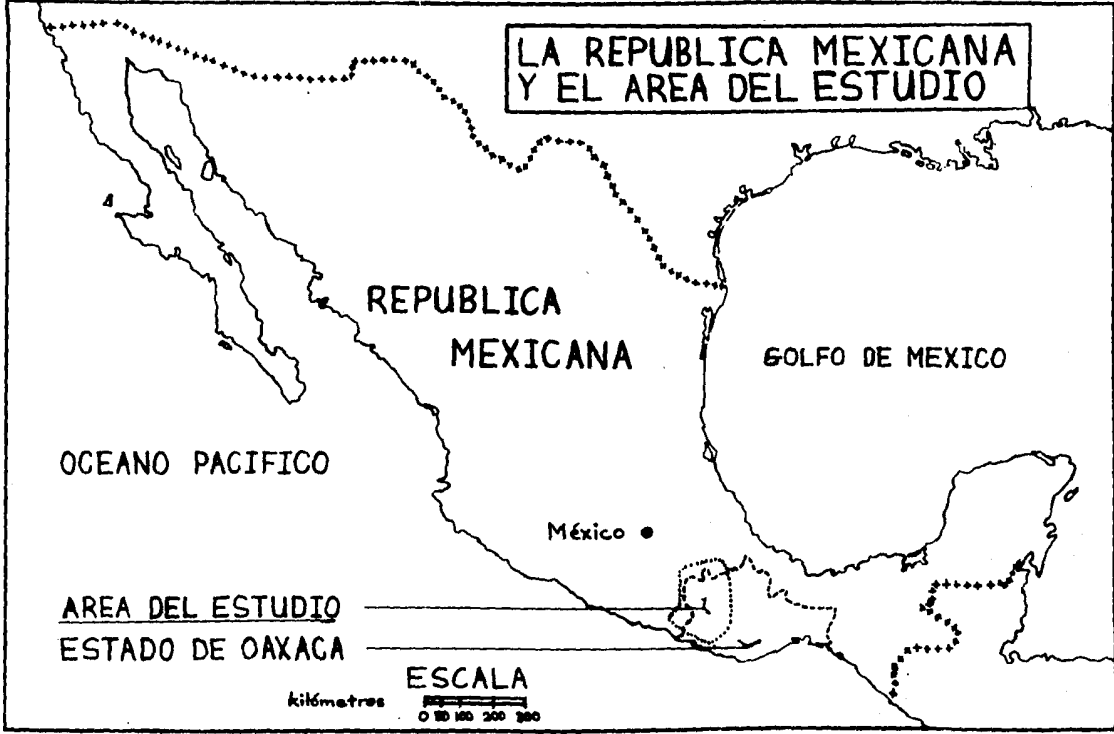 LA REPUBLICA MEXICANA
Y EL AREA DEL ESTUDIO
REPUBLICA
MEXICANA
GOLFO DE MEXICO
OCEANO PACIFICO
México
AREA DEL ESTUDIO
ESTADO DE OAXACA
ESCALA
kilómetros
0 50 100 200 300